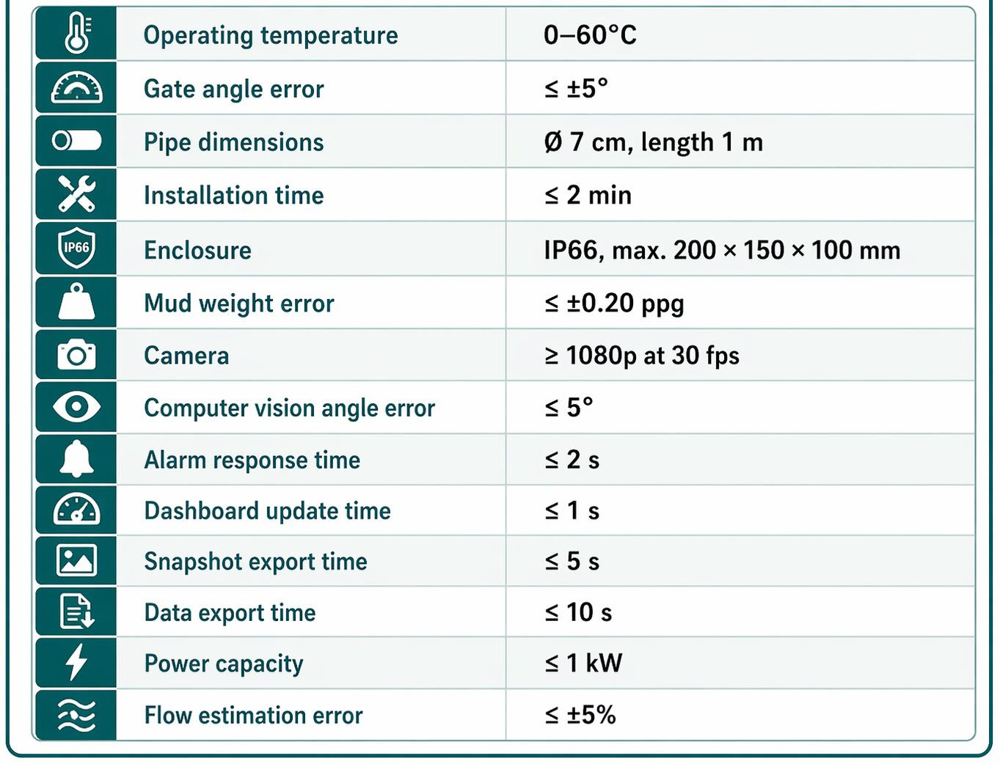 Operating temperature 0–60°C
Gate angle error ≤ ±5°
Pipe dimensions Ø 7 cm, length 1 m
Installation time ≤ 2 min
IP66 Enclosure IP66, max. 200 × 150 × 100 mm
Mud weight error ≤ ±0.20 ppg
Camera ≥ 1080p at 30 fps
Computer vision angle error ≤ 5°
Alarm response time ≤ 2 s
Dashboard update time ≤ 1 s
Snapshot export time ≤ 5 s
Data export time ≤ 10 s
Power capacity ≤ 1 kW
Flow estimation error ≤ ±5%